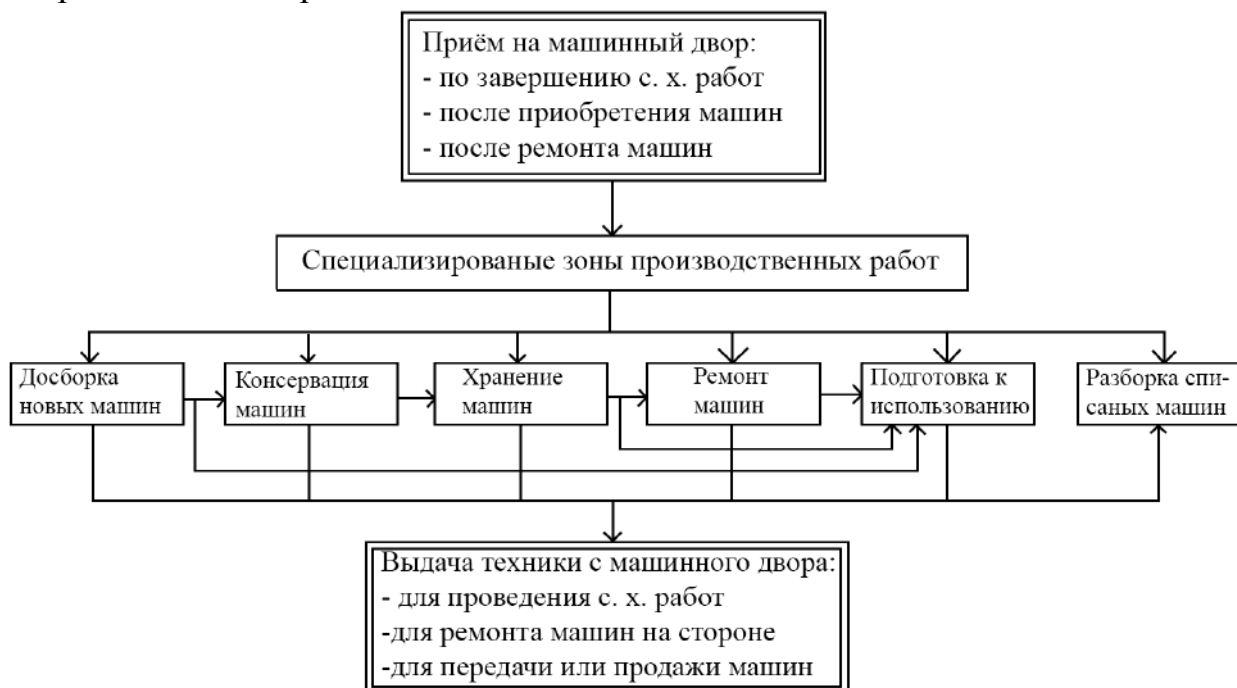 Приём на машинный двор:
- по завершению с. х. работ
- после приобретения машин
- после ремонта машин
Специализированые зоны производственных работ
Досборка
новых машин
Консервация
машин
Хранение
машин
Ремонт
машин
Подготовка к
использованию
Разборка спи-
саных машин
Выдача техники с машинного двора:
- для проведения с. х. работ
-для ремонта машин на стороне
-для передачи или продажи машин